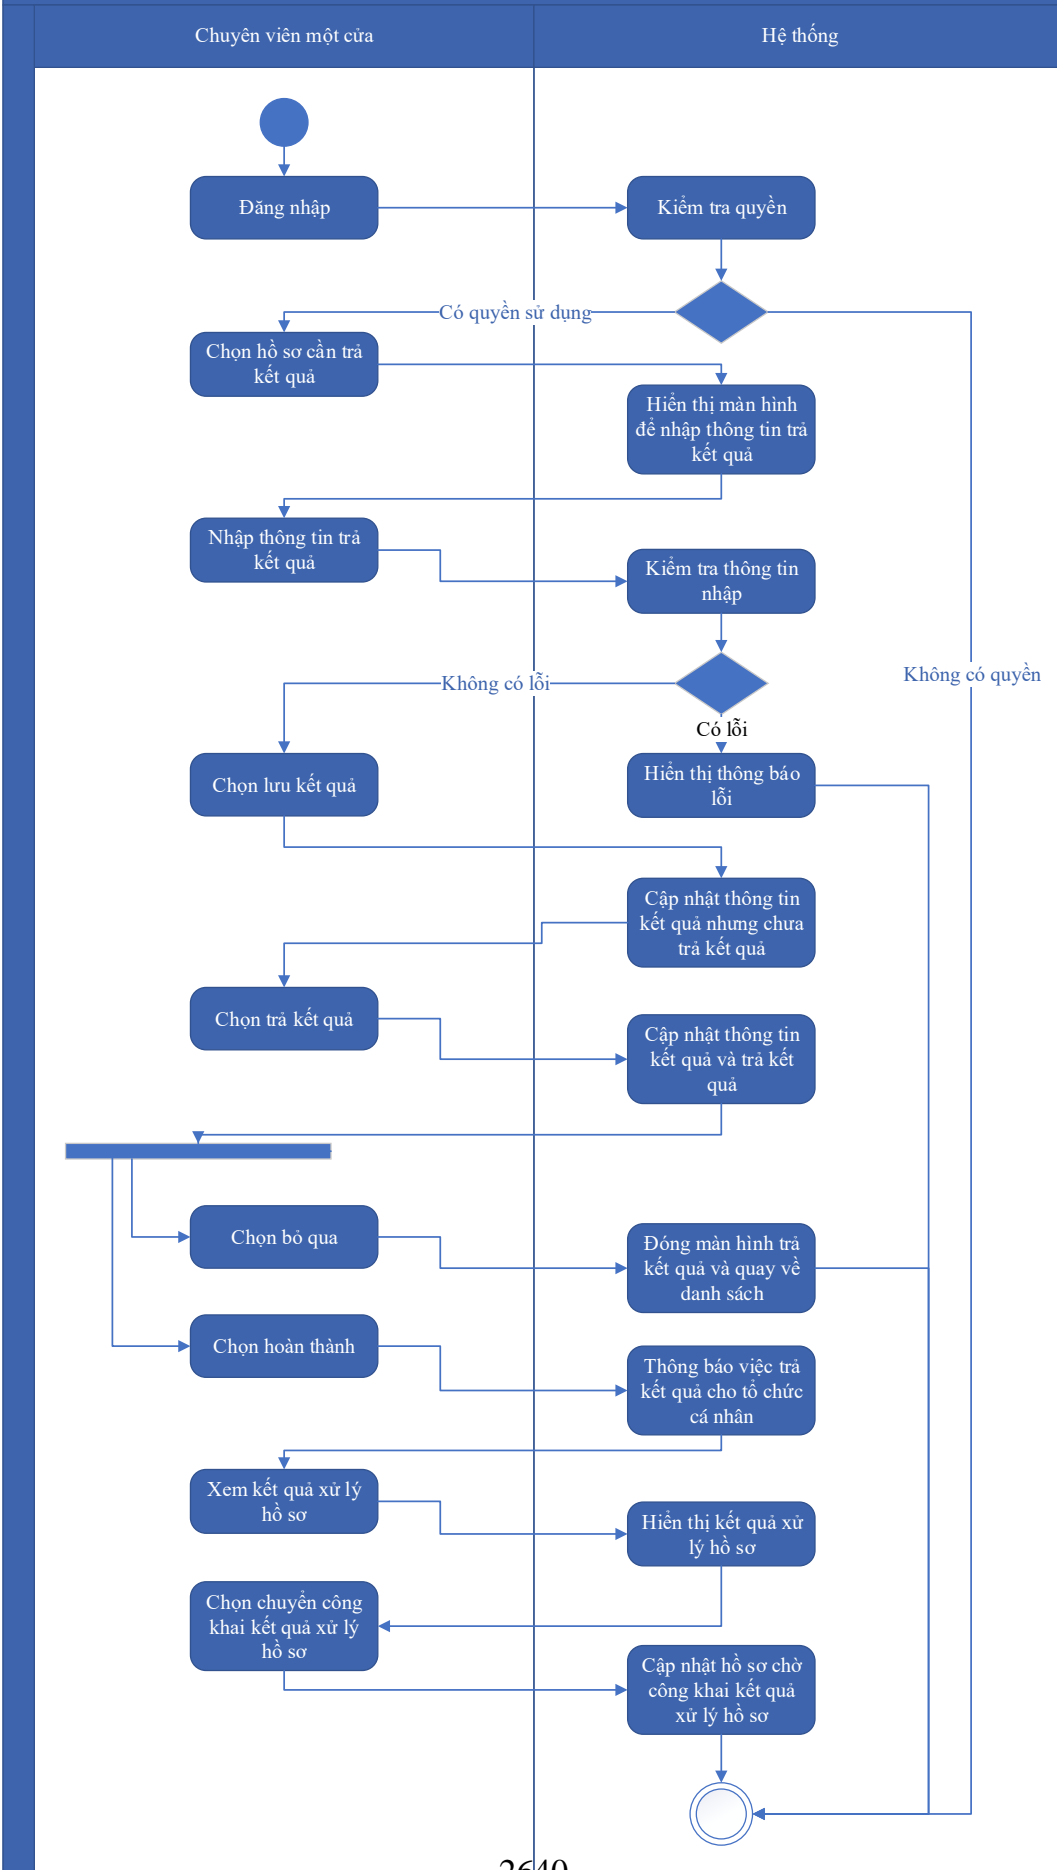 Chuyên viên một cửa
Hệ thống
Đăng nhập
Kiểm tra quyền
Có quyền sử dụng
Chọn hồ sơ cần trả
kết quả
Hiển thị màn hình
để nhập thông tin trả
kết quả
Nhập thông tin trả
kết quả
Kiểm tra thông tin
nhập
Không có quyền
Không có lỗi
Có lỗi
Chọn lưu kết quả
Hiển thị thông báo
lỗi
Cập nhật thông tin
kết quả nhưng chưa
trả kết quả
Chọn trả kết quả
Cập nhật thông tin
kết quả và trả kết
quả
Chọn bỏ qua
Đóng màn hình trả
kết quả và quay về
danh sách
Chọn hoàn thành
Thông báo việc trả
kết quả cho tổ chức
cá nhân
Xem kết quả xử lý
hồ sơ
Hiển thị kết quả xử
lý hồ sơ
Chọn chuyển công
khai kết quả xử lý
hồ sơ
Cập nhật hồ sơ chờ
công khai kết quả
xử lý hồ sơ
2640